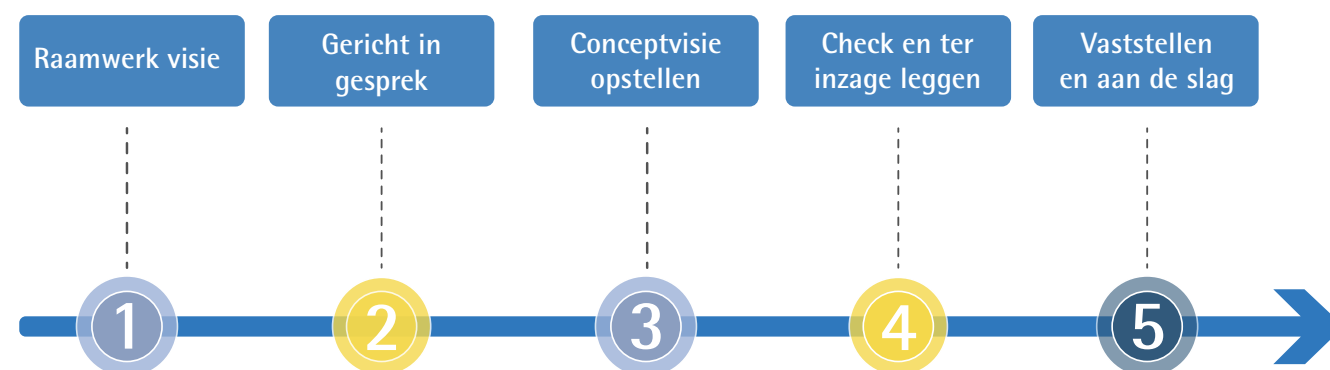 Raamwerk visie
Gericht in
gesprek
Conceptvisie
opstellen
Check en ter
inzage leggen
Vaststellen
en aan de slag
1
2
3
4
5